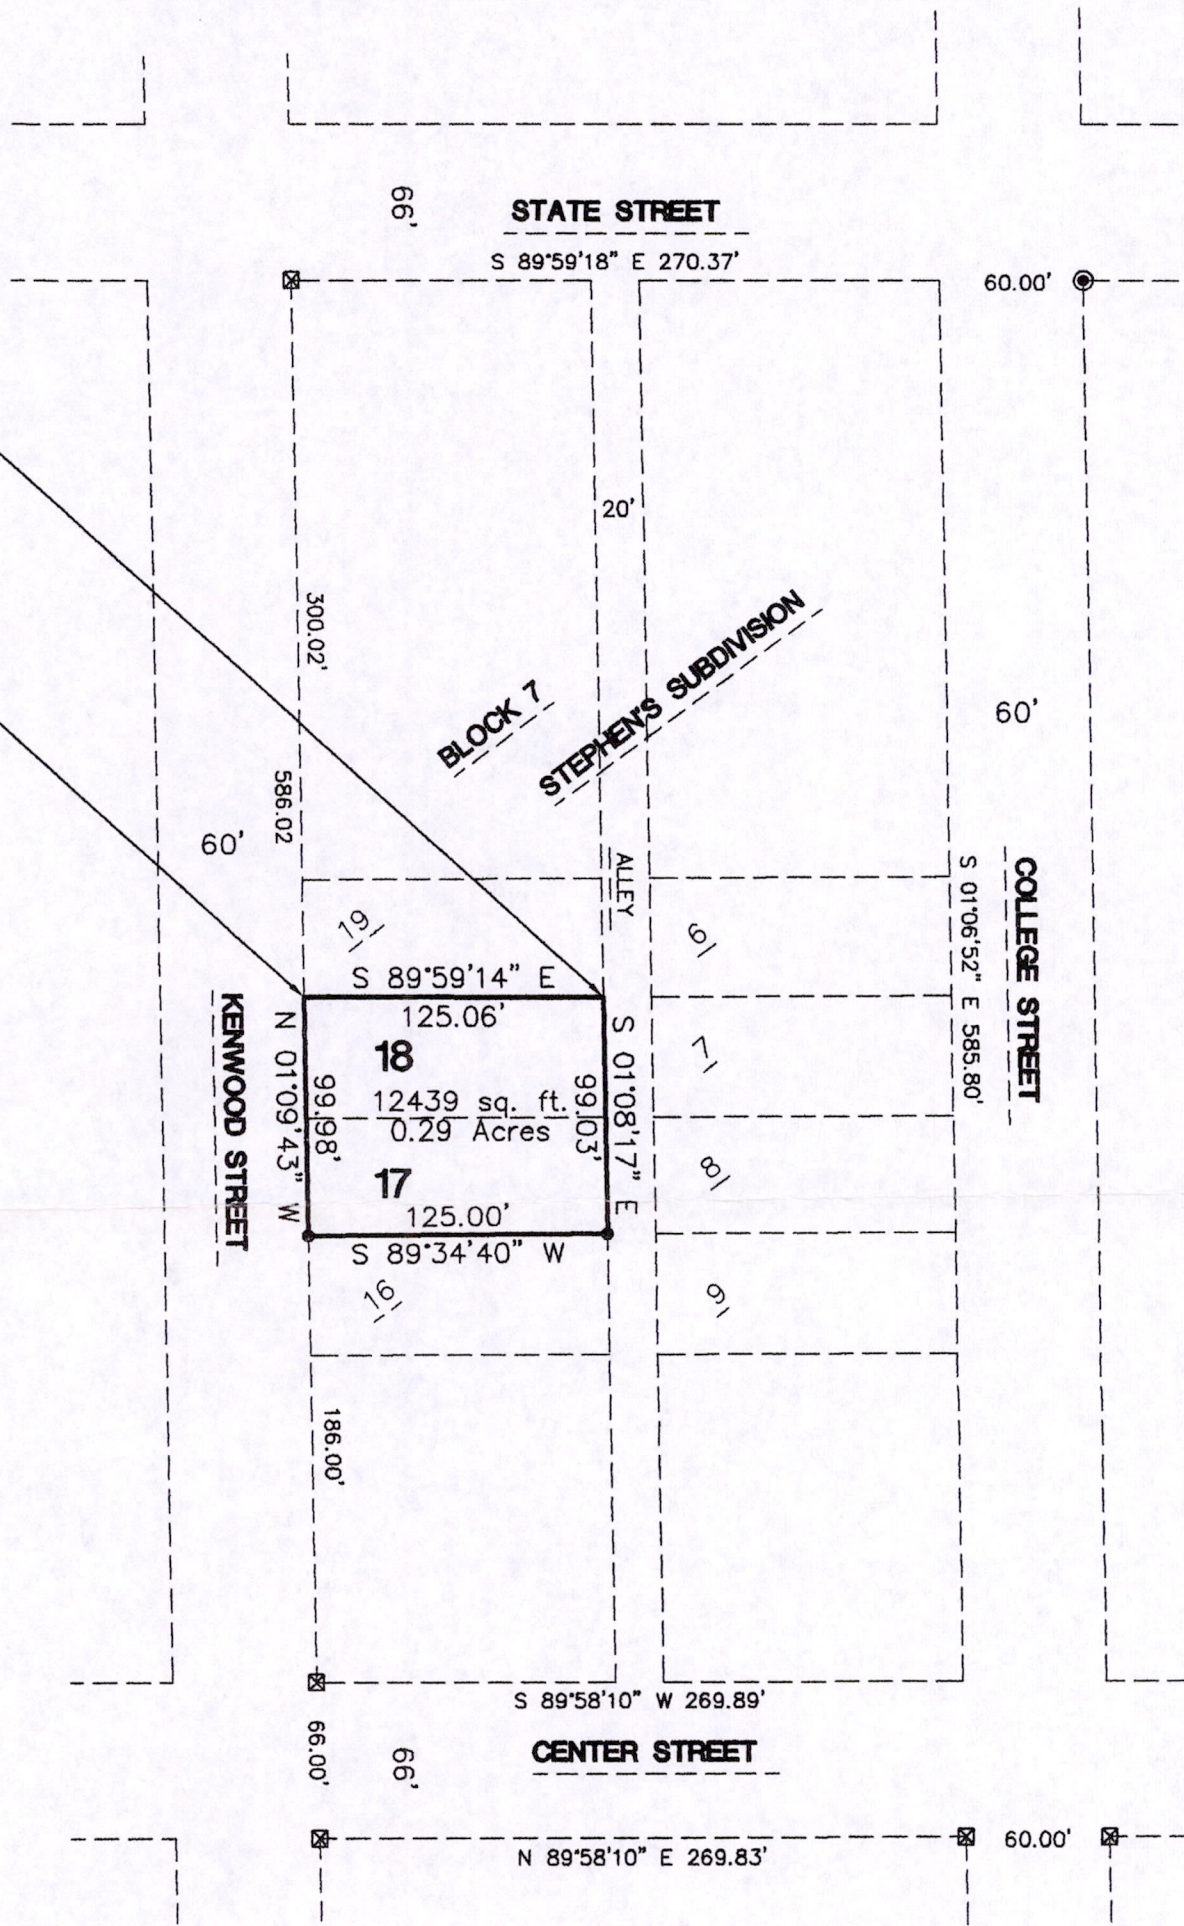 66'
STATE STREET
S 89°59'18" E 270.37'
60.00'
20'
300.02'
BLOCK 7
STEPHEN'S SUBDIVISION
60'
586.02
60'
ALLEY
S 01°06'52" E 585.80'
COLLEGE STREET
19
6
S 89°59'14" E
125.06'
KENWOOD STREET
N 01°09'43" W
99.98'
18
12439 sq. ft.
0.29 Acres
17
99.03'
S 01°08'17" E
7
8
125.00'
S 89°34'40" W
16
9
186.00'
S 89°58'10" W 269.89'
66.00'
66'
CENTER STREET
60.00'
N 89°58'10" E 269.83'